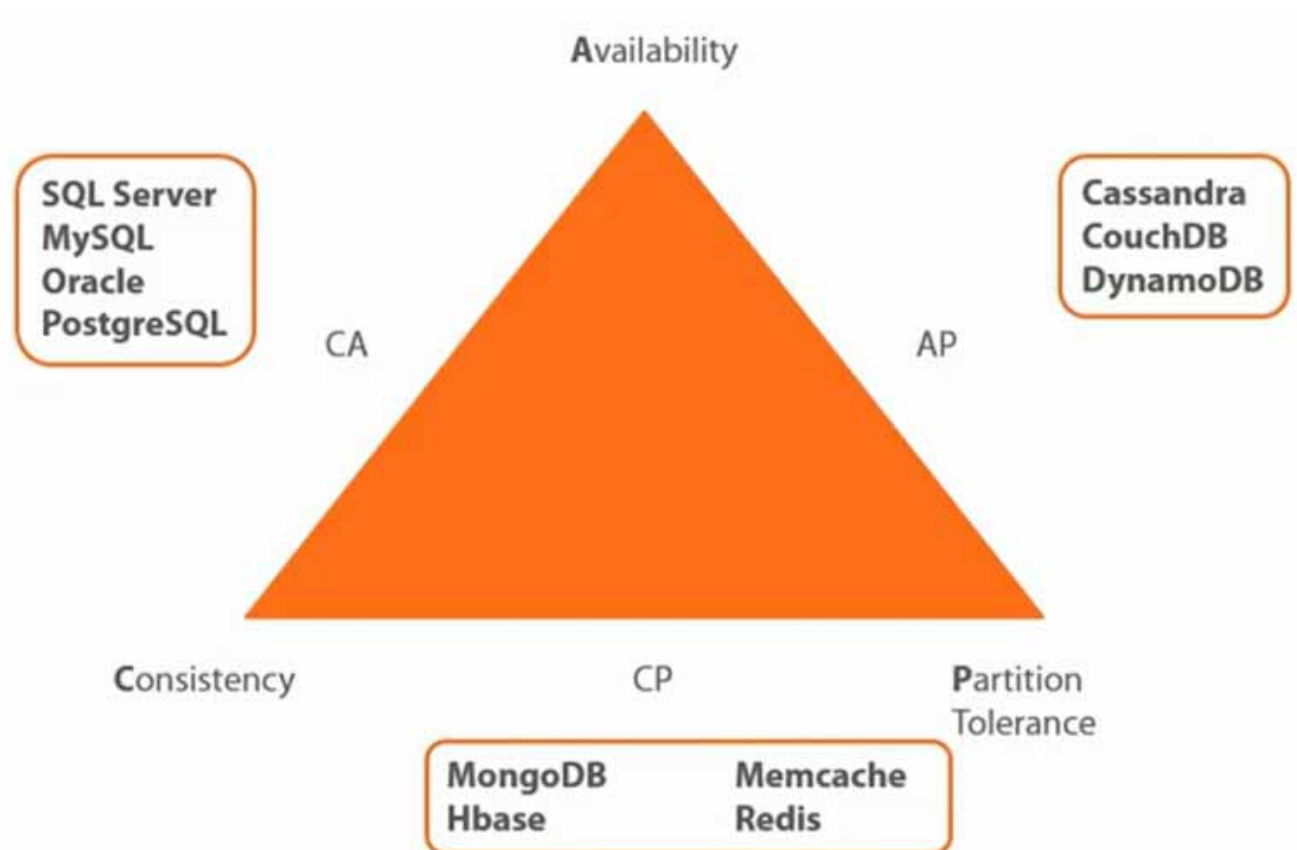 Availability
SQL Server
MySQL
Oracle
PostgreSQL
Cassandra
CouchDB
DynamoDB
CA
AP
Consistency
CP
Partition
Tolerance
MongoDB
Hbase
Memcache
Redis